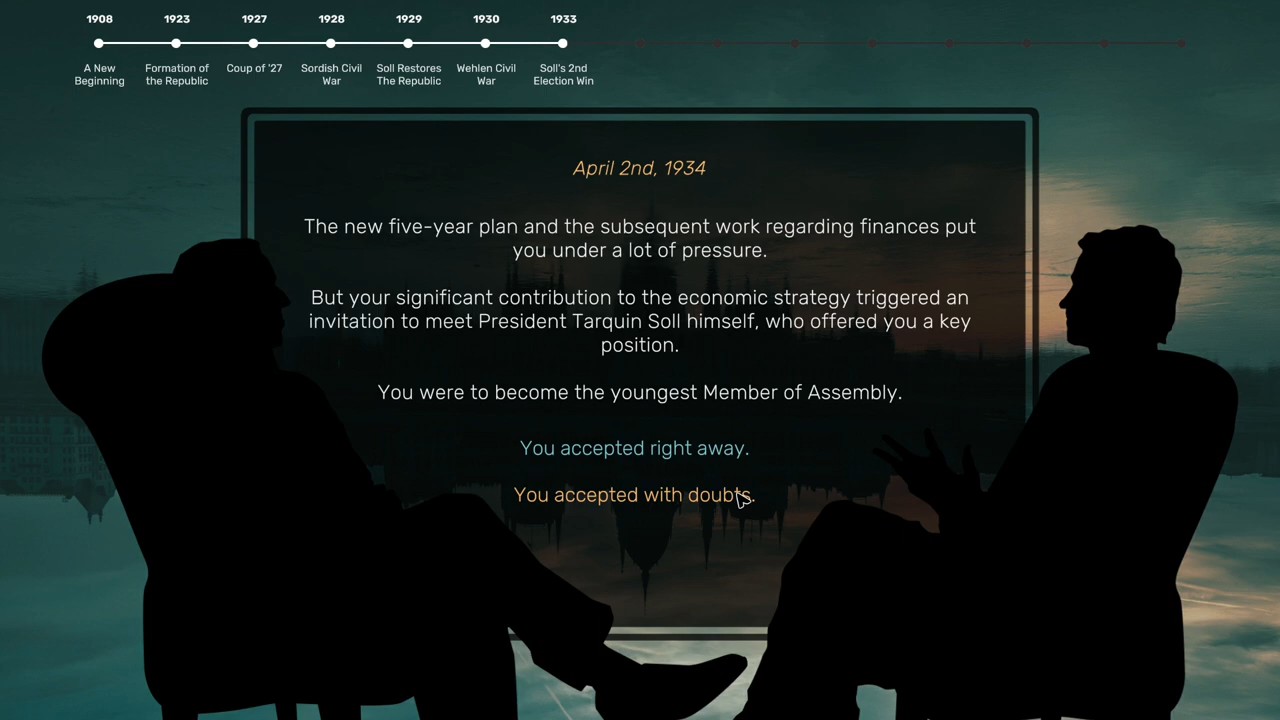 1908 1923 1927 1928 1929 1930 1933
A New Formation of Coup of '27 Sordish Civil Soll Restores Wehlen Civil Soll's 2nd
Beginning the Republic War The Republic War Election Win
April 2nd, 1934
The new five-year plan and the subsequent work regarding finances put
you under a lot of pressure.
But your significant contribution to the economic strategy triggered an
invitation to meet President Tarquin Soll himself, who offered you a key
position.
You were to become the youngest Member of Assembly.
You accepted right away.
You accepted with doubts.